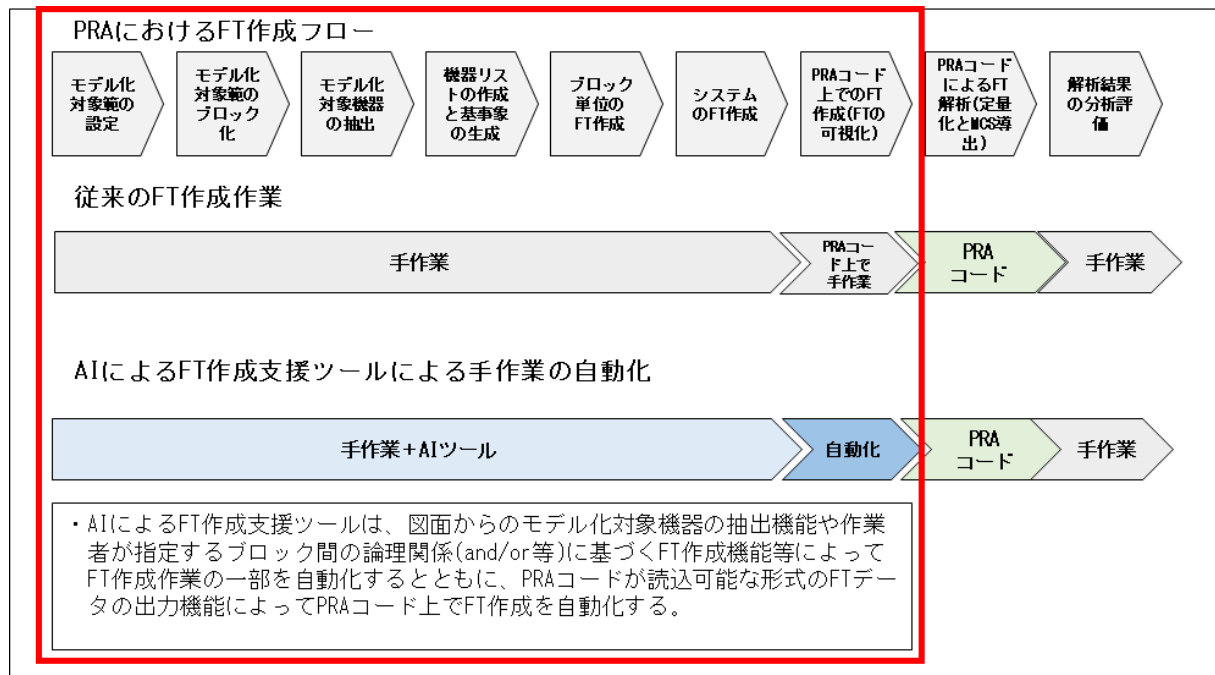 PRAにおけるFT作成フロー
モデル化
対象範の
設定
モデル化
対象範の
ブロック
化
モデル化
対象機器
の抽出
機器リス
トの作成
と基事象
の生成
ブロック
単位の
FT作成
システム
のFT作成
PRAコード
上でのFT
作成(FTの
可視化)
PRAコード
によるFT
解析(定量
化とMCS導
出)
解析結果
の分析評
価
従来のFT作成作業
手作業
PRAコー
ド上で
手作業
PRA
コード
手作業
AIによるFT作成支援ツールによる手作業の自動化
手作業+AIツール
自動化
PRA
コード
手作業
・AIによるFT作成支援ツールは、図面からのモデル化対象機器の抽出機能や作業
者が指定するブロック間の論理関係(and/or等)に基づくFT作成機能等によって
FT作成作業の一部を自動化するとともに、PRAコードが読込可能な形式のFTデー
タの出力機能によってPRAコード上でFT作成を自動化する。